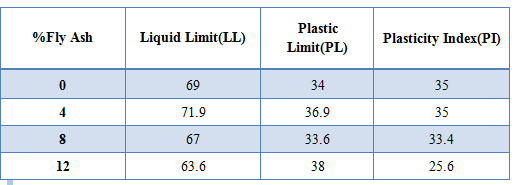 %Fly Ash Liquid Limit(LL) Plastic Limit(PL) Plasticity Index(PI)
0 69 34 35
4 71.9 36.9 35
8 67 33.6 33.4
12 63.6 38 25.6